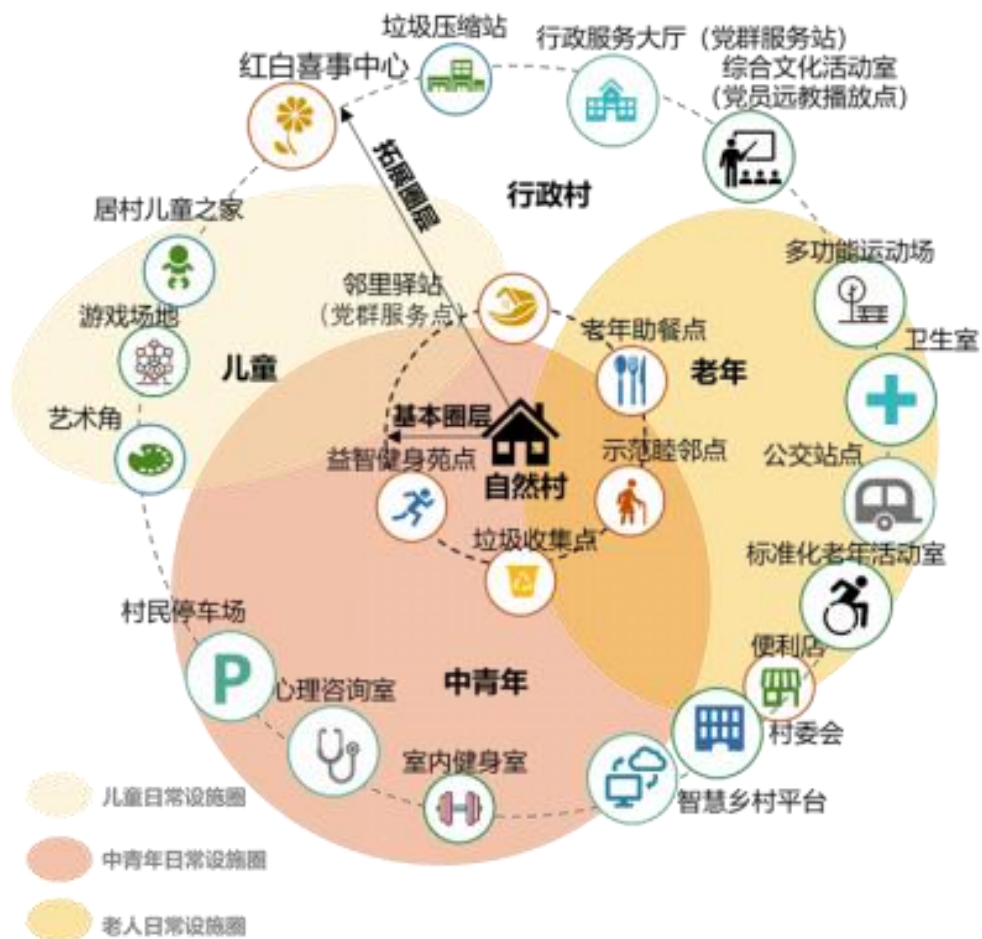 垃圾压缩站
行政服务大厅（党群服务站）
红白喜事中心
综合文化活动室
（党员远教播放点）
拓展圈层
行政村
居村儿童之家
多功能运动场
邻里驿站
（党群服务点）
游戏场地
老年助餐点
卫生室
儿童
老年
艺术角
基本圈层
益智健身苑点
示范睦邻点
公交站点
自然村
垃圾收集点
标准化老年活动室
村民停车场
P
便利店
中青年
心理咨询室
村委会
室内健身室
智慧乡村平台
儿童日常设施圈
中青年日常设施圈
老人日常设施圈